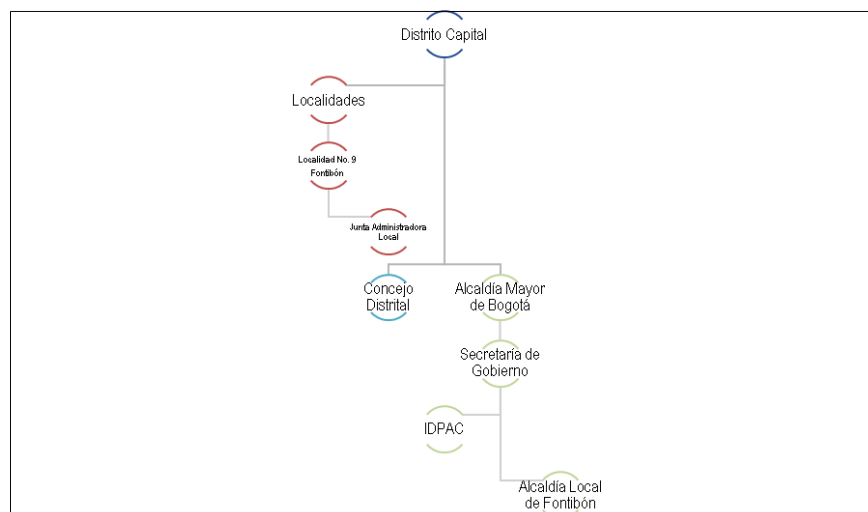 Distrito Capital
Localidades
Localidad No. 9
Fontibón
Junta Administradora
Local
Concejo
Distrital
Alcaldía Mayor
de Bogotá
Secretaría de
Gobierno
IDPAC
Alcaldía Local
de Fontibón